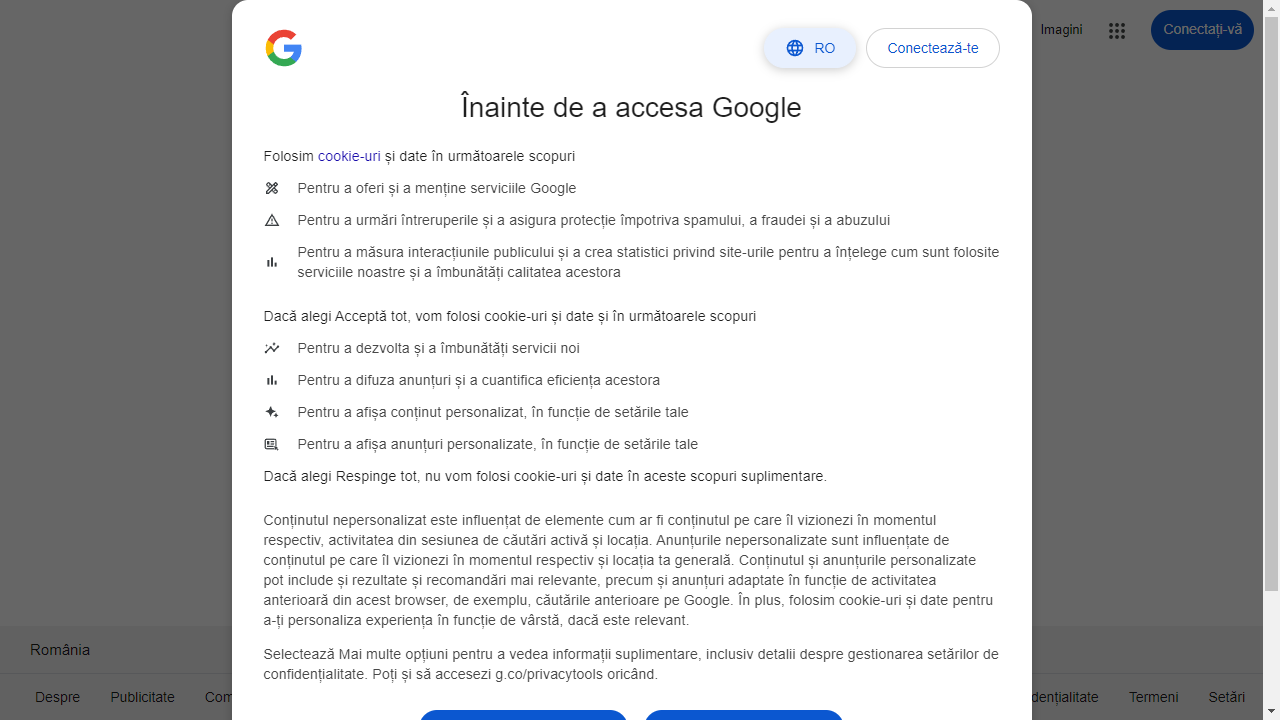 Imagini
Conectați-vă
RO
Conectează-te
Înainte de a accesa Google
Folosim cookie-uri și date în următoarele scopuri
Pentru a oferi și a menține serviciile Google
Pentru a urmări întreruperile și a asigura protecție împotriva spamului, a fraudei și a abuzului
Pentru a măsura interacțiunile publicului și a crea statistici privind site-urile pentru a înțelege cum sunt folosite
serviciile noastre și a îmbunătăți calitatea acestora
Dacă alegi Acceptă tot, vom folosi cookie-uri și date și în următoarele scopuri
Pentru a dezvolta și a îmbunătăți servicii noi
Pentru a difuza anunțuri și a cuantifica eficiența acestora
Pentru a afișa conținut personalizat, în funcție de setările tale
Pentru a afișa anunțuri personalizate, în funcție de setările tale
Dacă alegi Respinge tot, nu vom folosi cookie-uri și date în aceste scopuri suplimentare.
Conținutul nepersonalizat este influențat de elemente cum ar fi conținutul pe care îl vizionezi în momentul
respectiv, activitatea din sesiunea de căutări activă și locația. Anunțurile nepersonalizate sunt influențate de
conținutul pe care îl vizionezi în momentul respectiv și locația ta generală. Conținutul și anunțurile personalizate
pot include și rezultate și recomandări mai relevante, precum și anunțuri adaptate în funcție de activitatea
anterioară din acest browser, de exemplu, căutările anterioare pe Google. În plus, folosim cookie-uri și date pentru
a-ți personaliza experiența în funcție de vârstă, dacă este relevant.
Selectează Mai multe opțiuni pentru a vedea informații suplimentare, inclusiv detalii despre gestionarea setărilor de
confidențialitate. Poți și să accesezi g.co/privacytools oricând.
România
Despre Publicitate Com dențialitate Termeni Setări